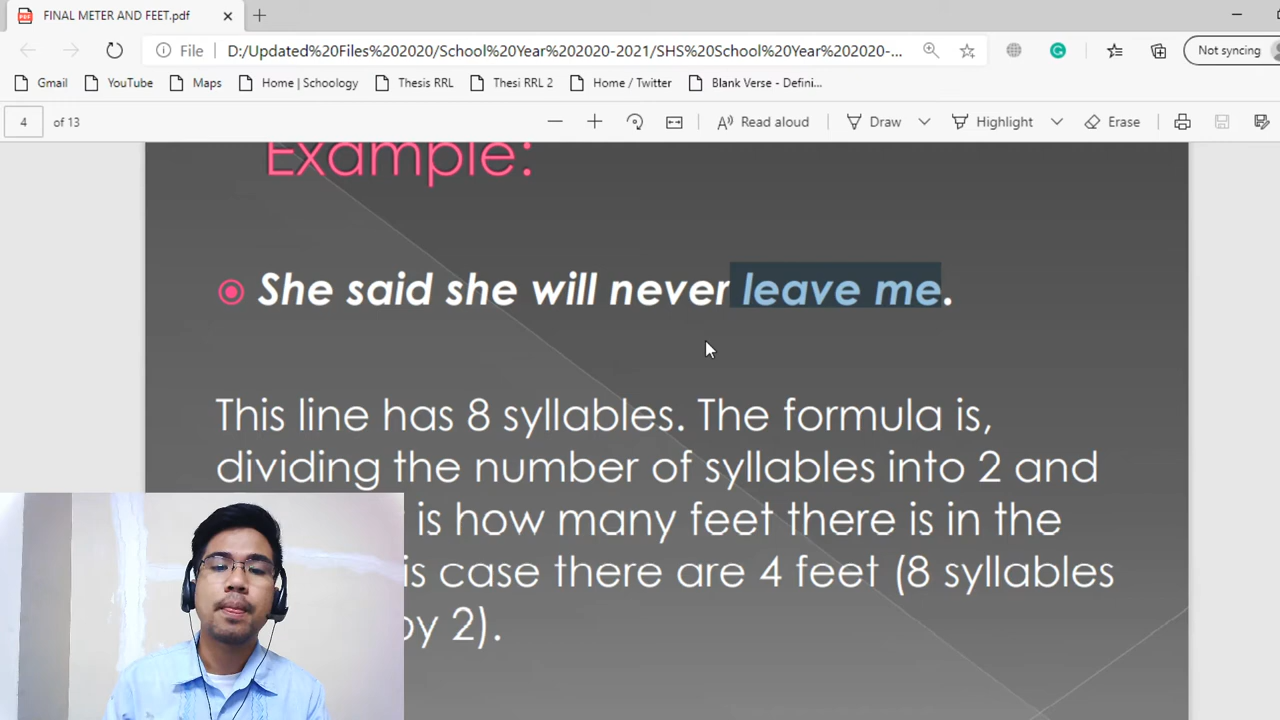 FINAL METER AND FEET.pdf
File D:/Updated%20Files%202020/School%20Year%202020-2021/SHS%20School%20Year%202020-...
Not syncing
Gmail YouTube Maps Home | Schoology Thesis RRL Thesi RRL 2 Home / Twitter Blank Verse - Defini...
4 of 13 Read aloud Draw Highlight Erase
Example:
She said she will never leave me.
This line has 8 syllables. The formula is,
dividing the number of syllables into 2 and
is how many feet there is in the
is case there are 4 feet (8 syllables
by 2).